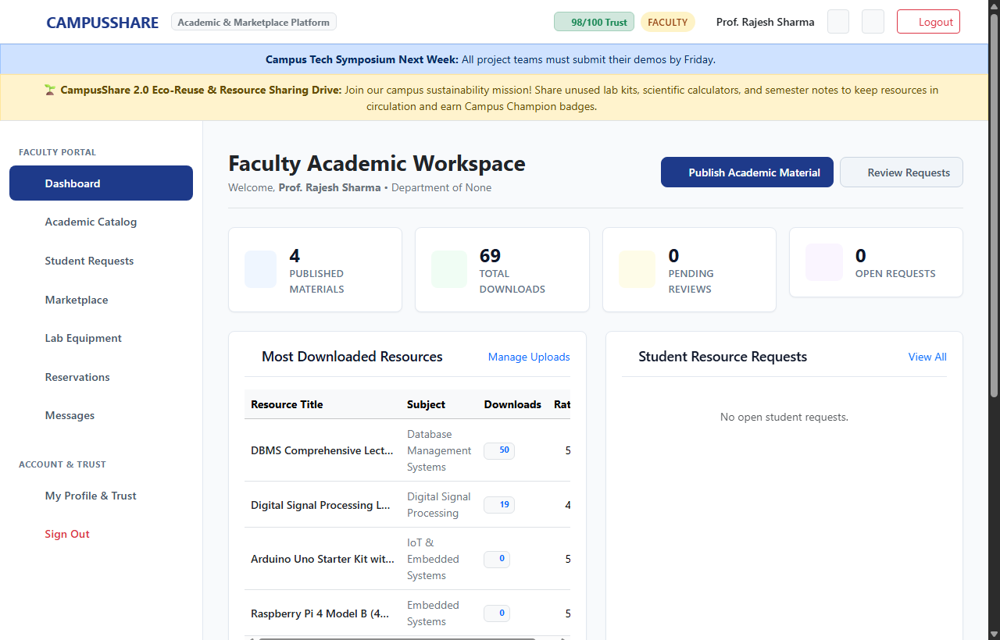 CAMPUSSHARE
Academic & Marketplace Platform
98/100 Trust
FACULTY
Prof. Rajesh Sharma
Logout
Campus Tech Symposium Next Week: All project teams must submit their demos by Friday.
🌱 CampusShare 2.0 Eco-Reuse & Resource Sharing Drive: Join our campus sustainability mission! Share unused lab kits, scientific calculators, and semester notes to keep resources in
circulation and earn Campus Champion badges.
FACULTY PORTAL
Dashboard
Academic Catalog
Student Requests
Marketplace
Lab Equipment
Reservations
Messages
ACCOUNT & TRUST
My Profile & Trust
Sign Out
Faculty Academic Workspace
Welcome, Prof. Rajesh Sharma • Department of None
Publish Academic Material
Review Requests
4
PUBLISHED
MATERIALS
69
TOTAL
DOWNLOADS
0
PENDING
REVIEWS
0
OPEN REQUESTS
Most Downloaded Resources
Manage Uploads
Resource Title Subject Downloads Rat
DBMS Comprehensive Lect...
Database
Management
Systems
50
5
Digital Signal Processing L...
Digital Signal
Processing
19
4
Arduino Uno Starter Kit wit...
IoT &
Embedded
Systems
0
5
Raspberry Pi 4 Model B (4...
Embedded
Systems
0
5
Student Resource Requests
View All
No open student requests.